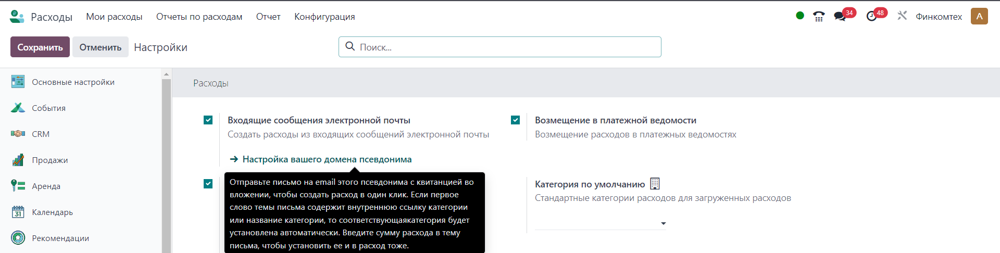 Расходы Мои расходы Отчеты по расходам Отчет Конфигурация 34 48 Финкомтех A
Сохранить Отменить Настройки Поиск...
Основные настройки
События
CRM
Продажи
Аренда
31 Календарь
Рекомендации
Расходы
Входящие сообщения электронной почты
Создать расходы из входящих сообщений электронной почты
→ Настройка вашего домена псевдонима
Отправьте письмо на email этого псевдонима с квитанцией во
вложении, чтобы создать расход в один клик. Если первое
слово темы письма содержит внутреннюю ссылку категории
или название категории, то соответствующаякатегория будет
установлена автоматически. Введите сумму расхода в тему
письма, чтобы установить ее и в расход тоже.
Возмещение в платежной ведомости
Возмещение расходов в платежных ведомостях
Категория по умолчанию
Стандартные категории расходов для загруженных расходов